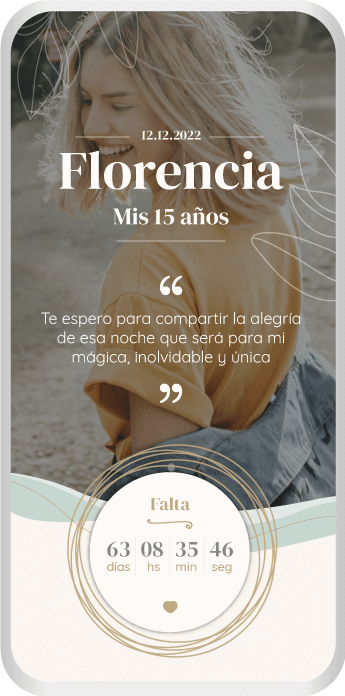 12.12.2022
Florencia
Mis 15 años
“
Te espero para compartir la alegría
de esa noche que será para mi
mágica, inolvidable y única
”
Falta
63 08 35 46
días hs min seg